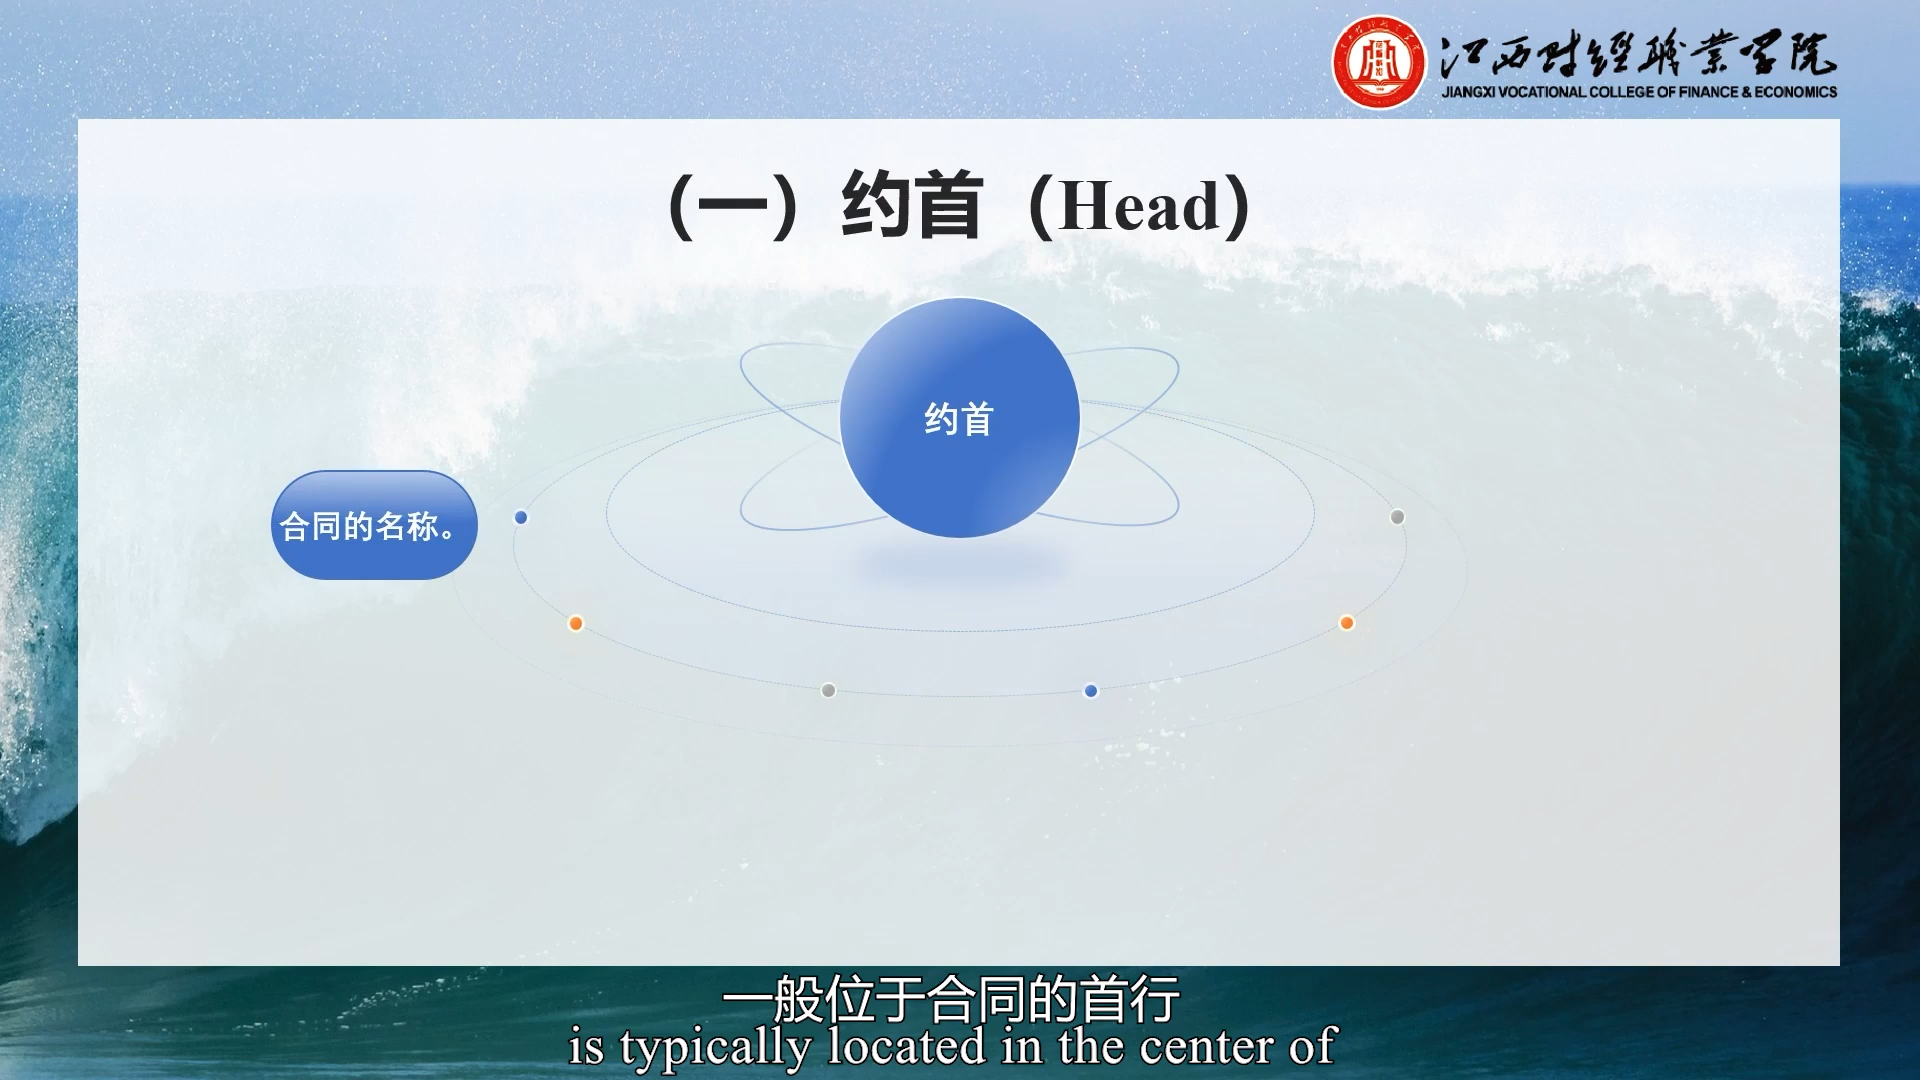 江西财经职业学院
JIANGXI VOCATIONAL COLLEGE OF FINANCE & ECONOMICS
（一）约首（Head）
约首
合同的名称。
一般位于合同的首行
is typically located in the center of